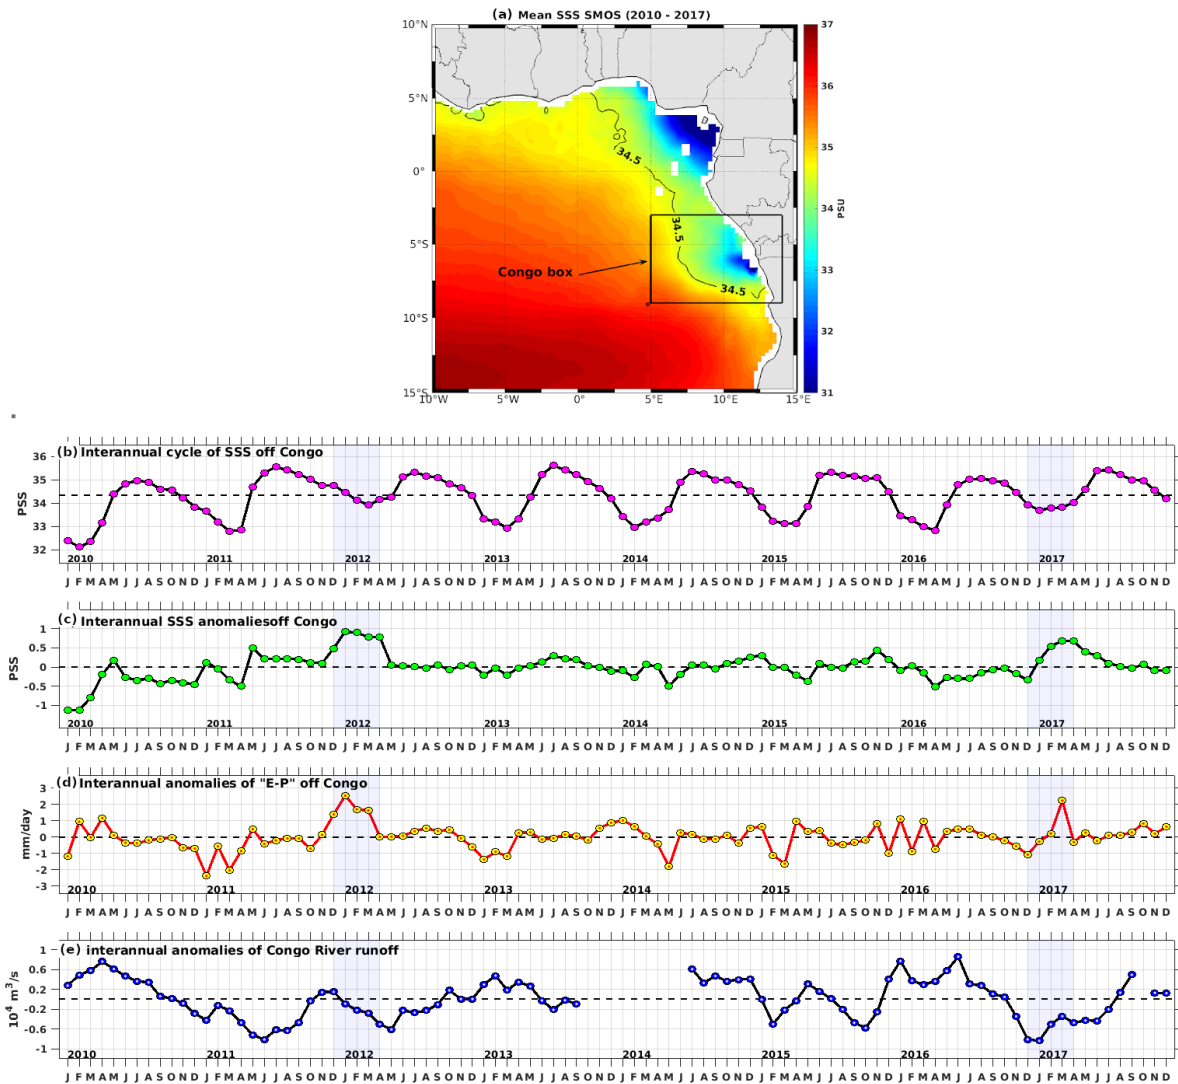 (a) Mean SSS SMOS (2010 - 2017)
10°N
5°N
0°
5°S
10°S
15°S
10°W
5°W
0°
5°E
10°E
15°E
34.5
34.5
34.5
Congo box
37
36
35
34
33
32
31
PSU
(b) Interannual cycle of SSS off Congo
PSS
36
35
34
33
32
2010 2011 2012 2013 2014 2015 2016 2017
J F M A M J J A S O N D J F M A M J J A S O N D J F M A M J J A S O N D J F M A M J J A S O N D J F M A M J J A S O N D J F M A M J J A S O N D J F M A M J J A S O N D J F M A M J J A S O N D
(c) Interannual SSS anomaliesoff Congo
PSS
1
0.5
0
-0.5
-1
2010 2011 2012 2013 2014 2015 2016 2017
J F M A M J J A S O N D J F M A M J J A S O N D J F M A M J J A S O N D J F M A M J J A S O N D J F M A M J J A S O N D J F M A M J J A S O N D J F M A M J J A S O N D J F M A M J J A S O N D
(d) Interannual anomalies of "E-P" off Congo
mm/day
3
2
1
0
-1
-2
-3
2010 2011 2012 2013 2014 2015 2016 2017
J F M A M J J A S O N D J F M A M J J A S O N D J F M A M J J A S O N D J F M A M J J A S O N D J F M A M J J A S O N D J F M A M J J A S O N D J F M A M J J A S O N D J F M A M J J A S O N D
(e) interannual anomalies of Congo River runoff
10⁴ m³/s
1
0.6
0.2
-0.2
-0.6
-1
2010 2011 2012 2013 2014 2015 2016 2017
J F M A M J J A S O N D J F M A M J J A S O N D J F M A M J J A S O N D J F M A M J J A S O N D J F M A M J J A S O N D J F M A M J J A S O N D J F M A M J J A S O N D J F M A M J J A S O N D